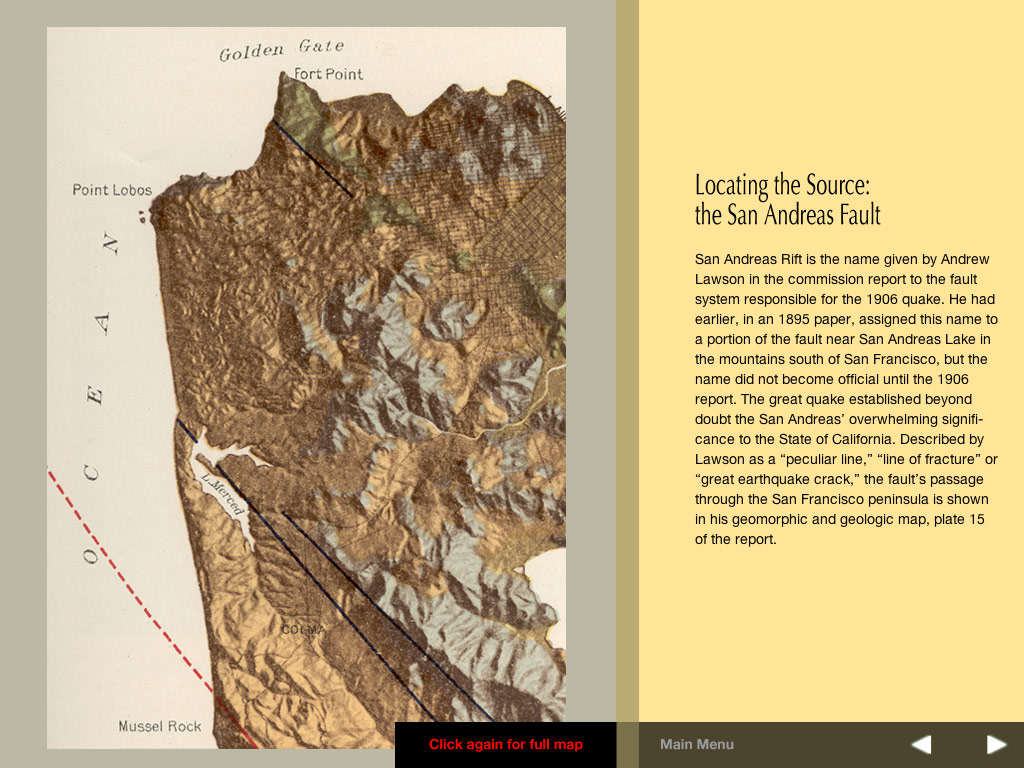 Golden Gate
Fort Point
Point Lobos
OCEAN
L. Merced
COLMA
Mussel Rock
Locating the Source:
the San Andreas Fault
San Andreas Rift is the name given by Andrew
Lawson in the commission report to the fault
system responsible for the 1906 quake. He had
earlier, in an 1895 paper, assigned this name to
a portion of the fault near San Andreas Lake in
the mountains south of San Francisco, but the
name did not become official until the 1906
report. The great quake established beyond
doubt the San Andreas’ overwhelming signifi-
cance to the State of California. Described by
Lawson as a “peculiar line,” “line of fracture” or
“great earthquake crack,” the fault’s passage
through the San Francisco peninsula is shown
in his geomorphic and geologic map, plate 15
of the report.
Click again for full map
Main Menu